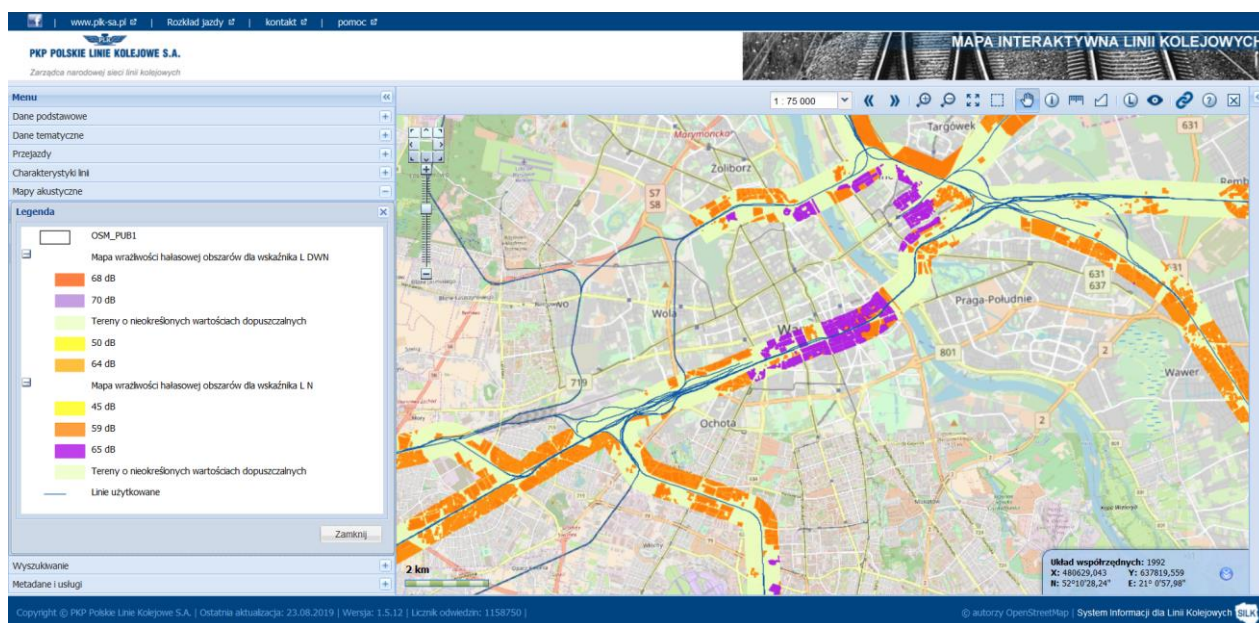 www.plk-sa.pl | Rozkład jazdy | kontakt | pomoc
PLK
PKP POLSKIE LINIE KOLEJOWE S.A.
Zarządca narodowej sieci linii kolejowych
MAPA INTERAKTYWNA LINII KOLEJOWYCH
Menu
1 : 75 000
Dane podstawowe
Dane tematyczne
Przejazdy
Charakterystyki linii
Mapy akustyczne
Legenda
OSM_PUB1
Mapa wrażliwości hałasowej obszarów dla wskaźnika L DWN
68 dB
70 dB
Tereny o nieokreślonych wartościach dopuszczalnych
50 dB
64 dB
Mapa wrażliwości hałasowej obszarów dla wskaźnika L N
45 dB
59 dB
65 dB
Tereny o nieokreślonych wartościach dopuszczalnych
Linie użytkowane
Zamknij
Wyszukiwanie
Metadane i usługi
Marymoncka
Targówek
631
Żoliborz
Remb
S7
S8
631
637
Praga-Południe
Wola
Wa
801
2
Wawer
719
Ochota
2
2 km
Układ współrzędnych: 1992
X: 480629,043 Y: 637819,559
N: 52°10'28,24" E: 21° 0'57,98"
Copyright © PKP Polskie Linie Kolejowe S.A. | Ostatnia aktualizacja: 23.08.2019 | Wersja: 1.5.12 | Licznik odwiedzin: 1158750 |
© autorzy OpenStreetMap | System Informacji dla Linii Kolejowych SILK